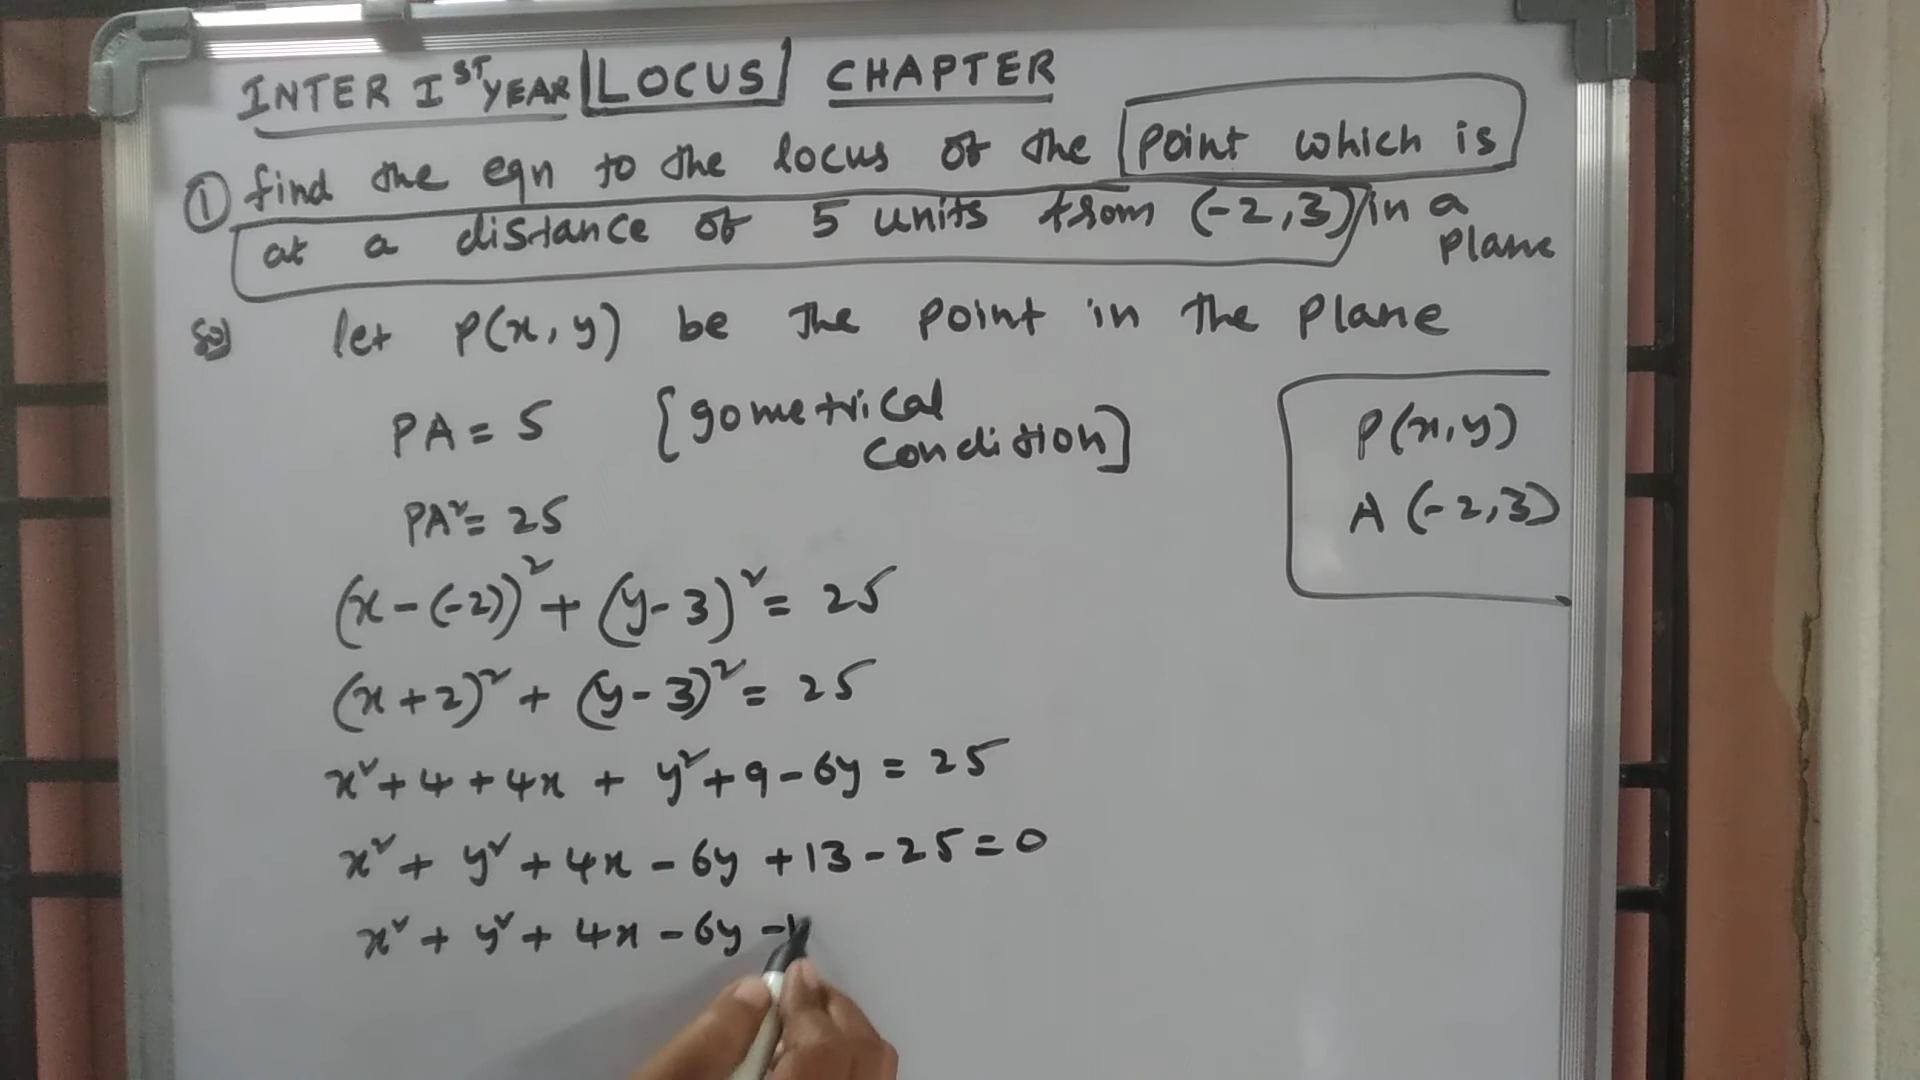 INTER IST YEAR LOCUS CHAPTER
① find the eqn to the locus of the point which is
at a distance of 5 units from (-2,3) in a
plane
Sol let P(x,y) be the point in the plane
PA = 5 [gometrical
condition]
P(x,y)
A (-2,3)
PA² = 25
(x-(-2))² + (y-3)² = 25
(x+2)² + (y-3)² = 25
x² + 4 + 4x + y² + 9 - 6y = 25
x² + y² + 4x - 6y + 13 - 25 = 0
x² + y² + 4x - 6y - 1